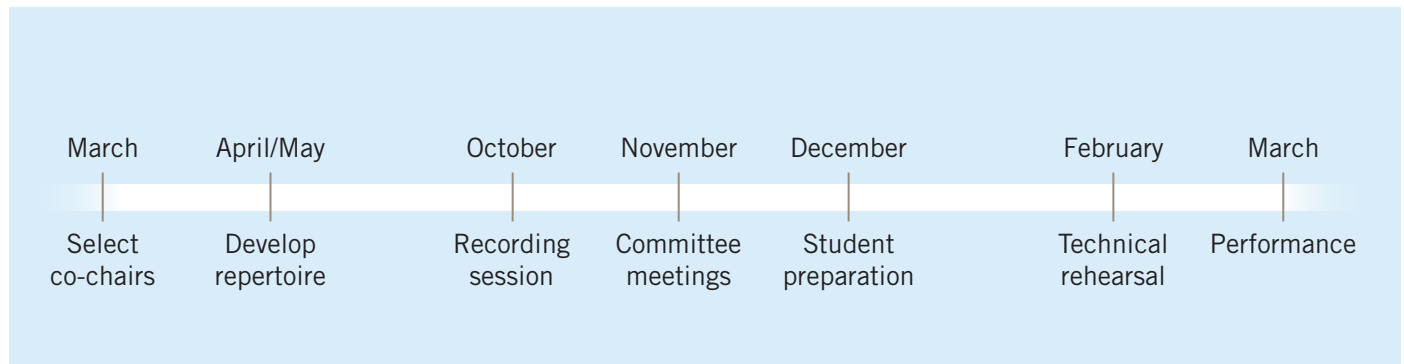 March April/May October November December February March
Select Develop Recording Committee Student Technical Performance
co-chairs repertoire session meetings preparation rehearsal